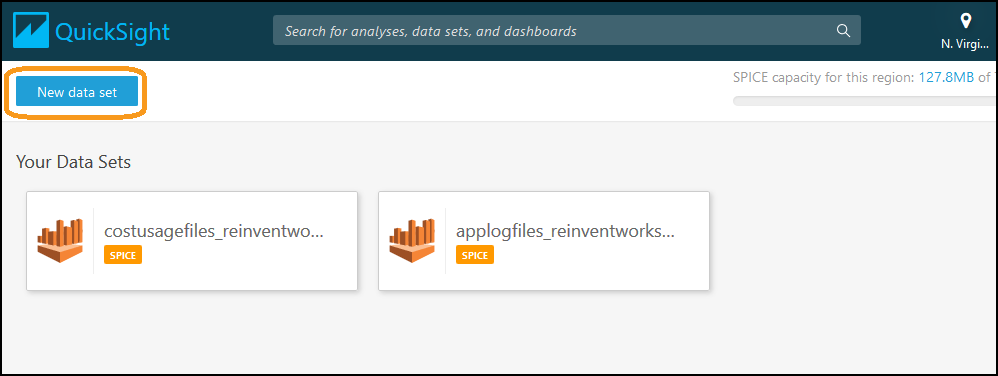 QuickSight
Search for analyses, data sets, and dashboards
N. Virgi...
New data set
SPICE capacity for this region: 127.8MB of
Your Data Sets
costusagefiles_reinventwo...
SPICE
applogfiles_reinventworks...
SPICE